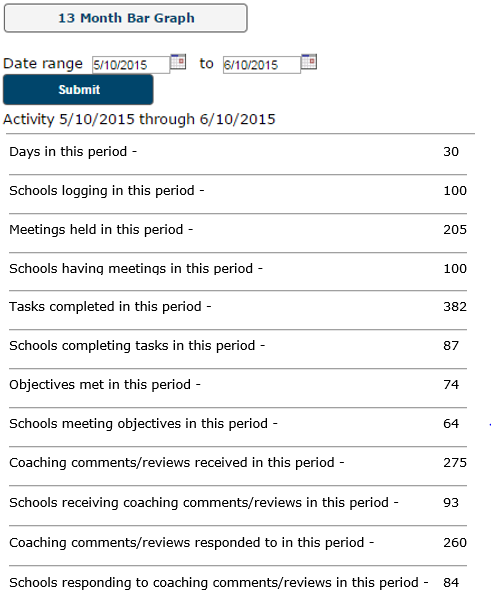 13 Month Bar Graph
Date range 5/10/2015 to 6/10/2015
Submit
Activity 5/10/2015 through 6/10/2015
Days in this period - 30
Schools logging in this period - 100
Meetings held in this period - 205
Schools having meetings in this period - 100
Tasks completed in this period - 382
Schools completing tasks in this period - 87
Objectives met in this period - 74
Schools meeting objectives in this period - 64
Coaching comments/reviews received in this period - 275
Schools receiving coaching comments/reviews in this period - 93
Coaching comments/reviews responded to in this period - 260
Schools responding to coaching comments/reviews in this period - 84